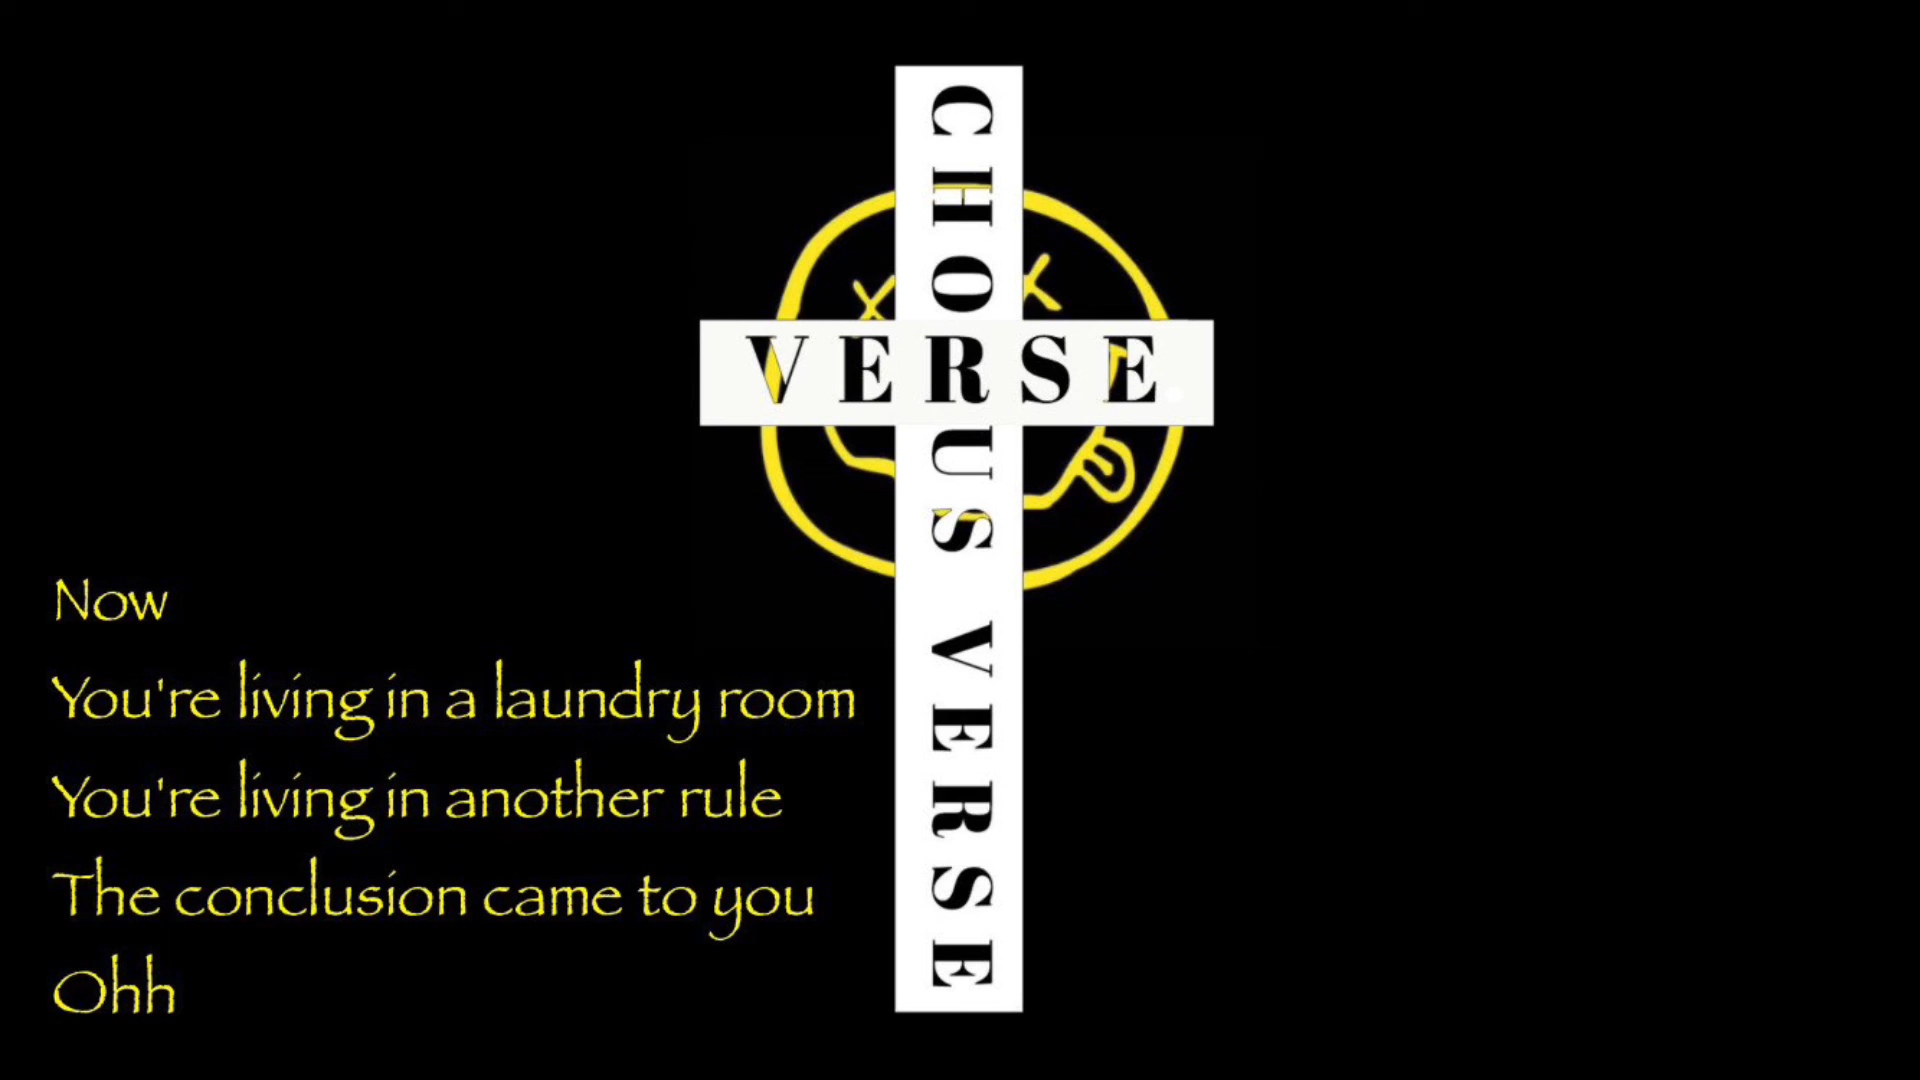 VERSE
CHORUS VERSE
Now
You're living in a laundry room
You're living in another rule
The conclusion came to you
Ohh